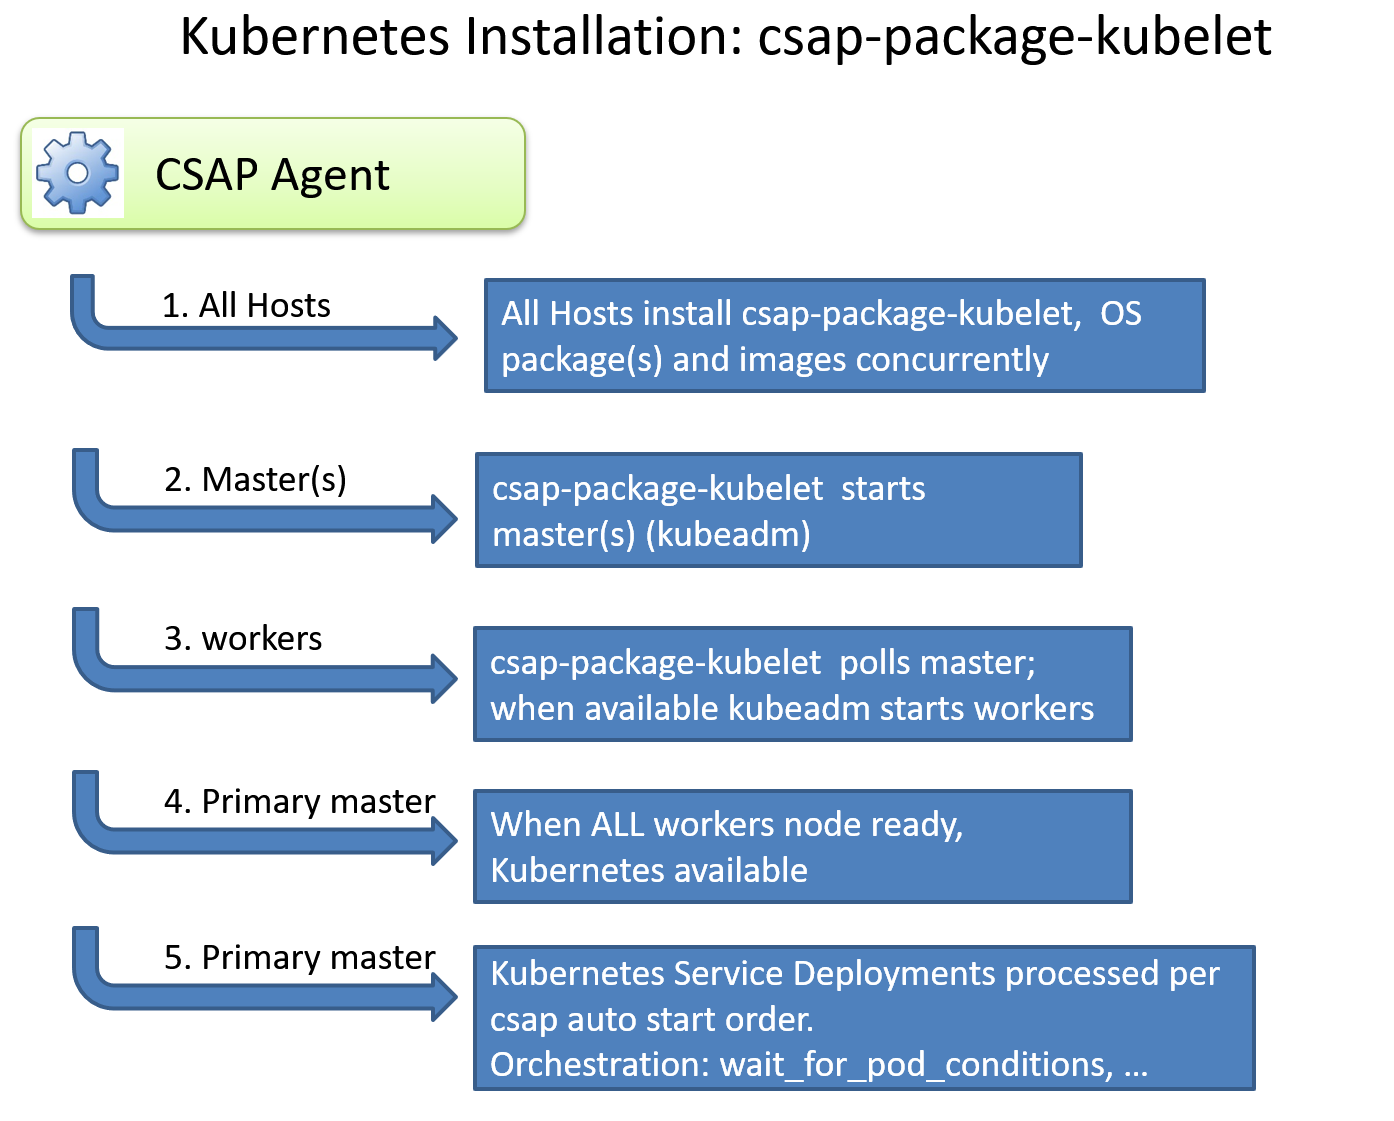 Kubernetes Installation: csap-package-kubelet
CSAP Agent
1. All Hosts
All Hosts install csap-package-kubelet, OS
package(s) and images concurrently
2. Master(s)
csap-package-kubelet starts
master(s) (kubeadm)
3. workers
csap-package-kubelet polls master;
when available kubeadm starts workers
4. Primary master
When ALL workers node ready,
Kubernetes available
5. Primary master
Kubernetes Service Deployments processed per
csap auto start order.
Orchestration: wait_for_pod_conditions, ...